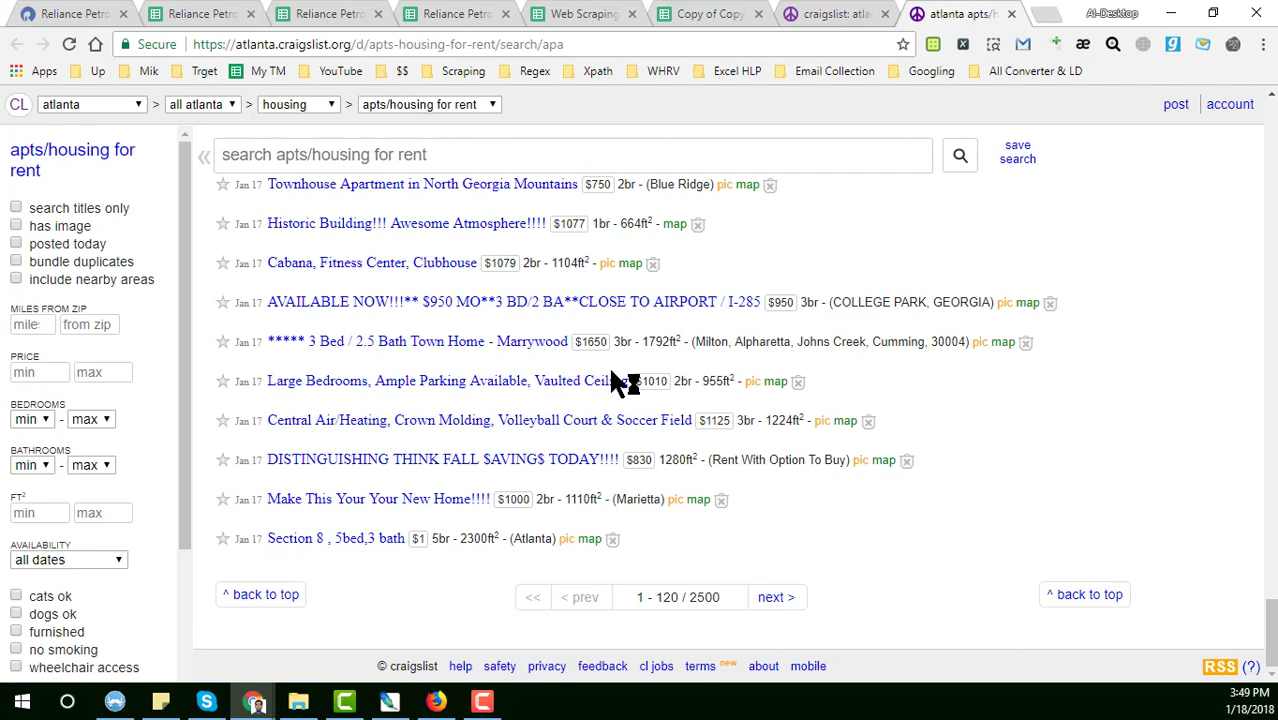 Reliance Petro
Reliance Petro
Reliance Petro
Reliance Petro
Web Scraping
Copy of Copy
craigslist: atla
atlanta apts/h
AI-Desktop
Secure
https://atlanta.craigslist.org/d/apts-housing-for-rent/search/apa
Apps Up Mik Trget My TM YouTube $$ Scraping Regex Xpath WHRV Excel HLP Email Collection Googling All Converter & LD
CL atlanta > all atlanta > housing > apts/housing for rent post account
apts/housing for
rent
search titles only
has image
posted today
bundle duplicates
include nearby areas
MILES FROM ZIP
miles from zip
PRICE
min max
BEDROOMS
min - max
BATHROOMS
min - max
FT²
min max
AVAILABILITY
all dates
cats ok
dogs ok
furnished
no smoking
wheelchair access
« search apts/housing for rent
save
search
Jan 17 Townhouse Apartment in North Georgia Mountains $750 2br - (Blue Ridge) pic map
Jan 17 Historic Building!!! Awesome Atmosphere!!!! $1077 1br - 664ft² - map
Jan 17 Cabana, Fitness Center, Clubhouse $1079 2br - 1104ft² - pic map
Jan 17 AVAILABLE NOW!!!** $950 MO**3 BD/2 BA**CLOSE TO AIRPORT / I-285 $950 3br - (COLLEGE PARK, GEORGIA) pic map
Jan 17 ***** 3 Bed / 2.5 Bath Town Home - Marrywood $1650 3br - 1792ft² - (Milton, Alpharetta, Johns Creek, Cumming, 30004) pic map
Jan 17 Large Bedrooms, Ample Parking Available, Vaulted Ceilings $1010 2br - 955ft² - pic map
Jan 17 Central Air/Heating, Crown Molding, Volleyball Court & Soccer Field $1125 3br - 1224ft² - pic map
Jan 17 DISTINGUISHING THINK FALL $AVING$ TODAY!!!! $830 1280ft² - (Rent With Option To Buy) pic map
Jan 17 Make This Your Your New Home!!!! $1000 2br - 1110ft² - (Marietta) pic map
Jan 17 Section 8 , 5bed,3 bath $1 5br - 2300ft² - (Atlanta) pic map
^ back to top << < prev 1 - 120 / 2500 next > ^ back to top
© craigslist help safety privacy feedback cl jobs terms new about mobile RSS (?)
3:49 PM
1/18/2018